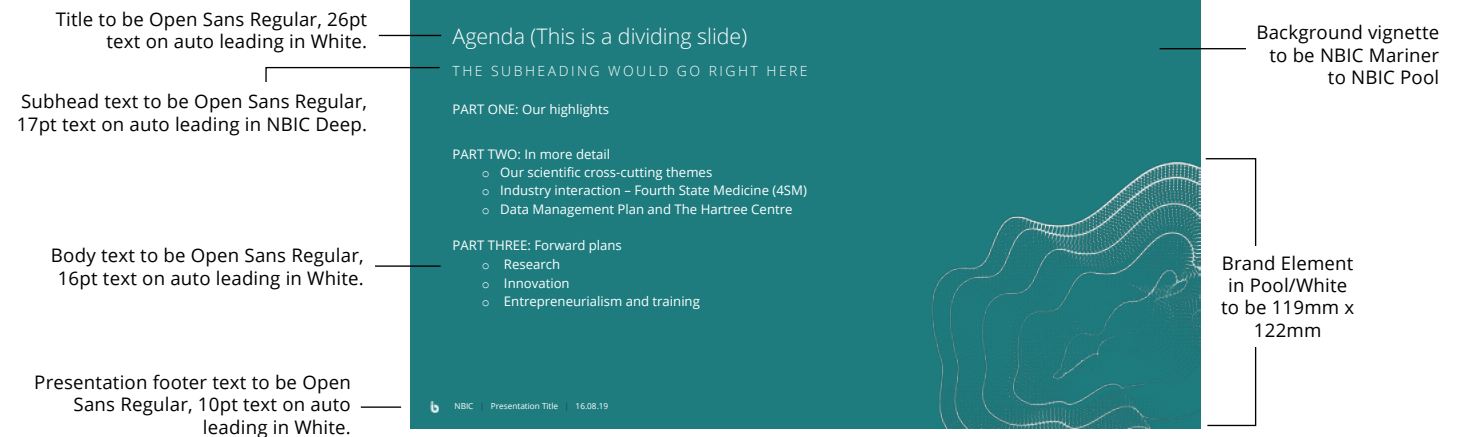 Title to be Open Sans Regular, 26pt
text on auto leading in White.
Subhead text to be Open Sans Regular,
17pt text on auto leading in NBIC Deep.
Body text to be Open Sans Regular,
16pt text on auto leading in White.
Presentation footer text to be Open
Sans Regular, 10pt text on auto
leading in White.
Agenda (This is a dividing slide)
THE SUBHEADING WOULD GO RIGHT HERE
PART ONE: Our highlights
PART TWO: In more detail
o Our scientific cross-cutting themes
o Industry interaction – Fourth State Medicine (4SM)
o Data Management Plan and The Hartree Centre
PART THREE: Forward plans
o Research
o Innovation
o Entrepreneurialism and training
b NBIC | Presentation Title | 16.08.19
Background vignette
to be NBIC Mariner
to NBIC Pool
Brand Element
in Pool/White
to be 119mm x
122mm